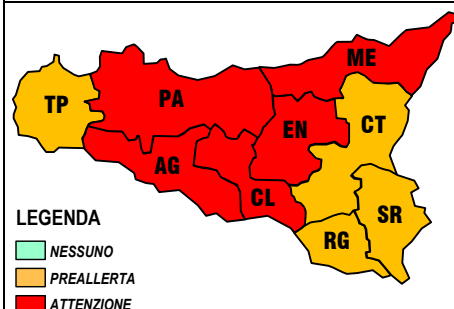 ME
TP
PA
CT
EN
AG
CL
SR
RG
LEGENDA
NESSUNO
PREALLERTA
ATTENZIONE